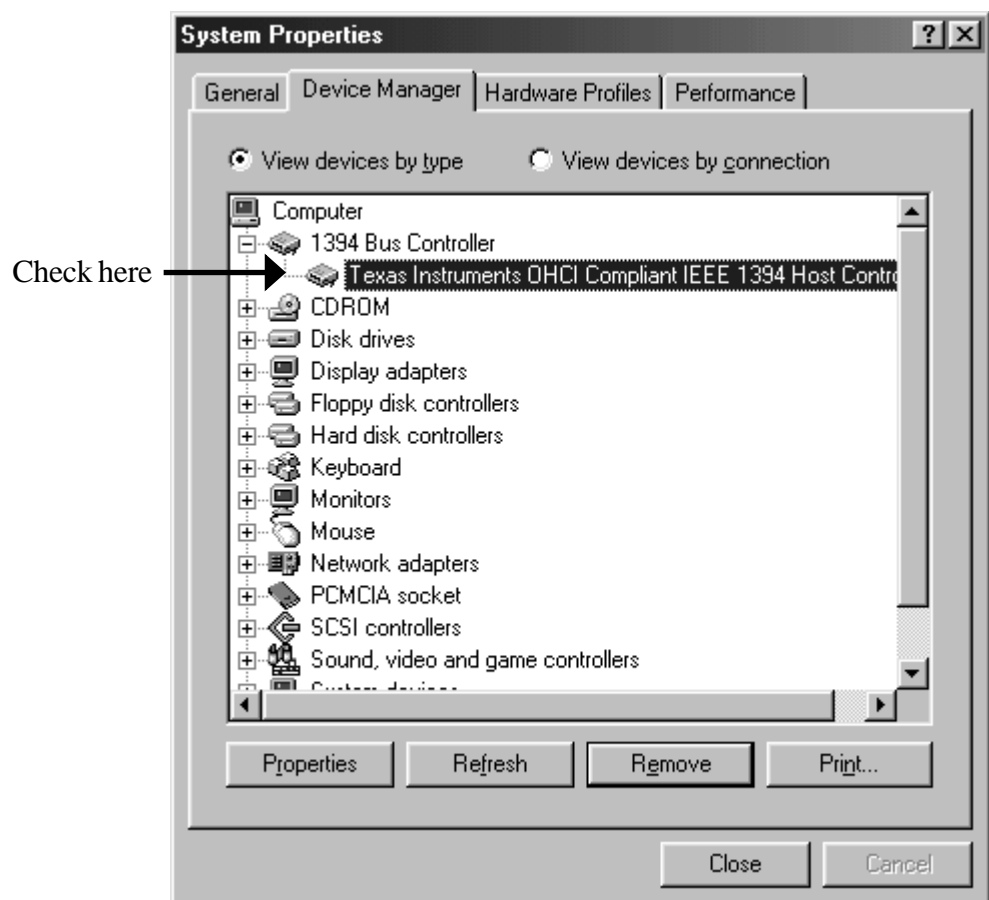 System Properties
General Device Manager Hardware Profiles Performance
View devices by type View devices by connection
Computer
1394 Bus Controller
Check here
Texas Instruments OHCI Compliant IEEE 1394 Host Contro
CDROM
Disk drives
Display adapters
Floppy disk controllers
Hard disk controllers
Keyboard
Monitors
Mouse
Network adapters
PCMCIA socket
SCSI controllers
Sound, video and game controllers
System devices
Properties Refresh Remove Print...
Close Cancel